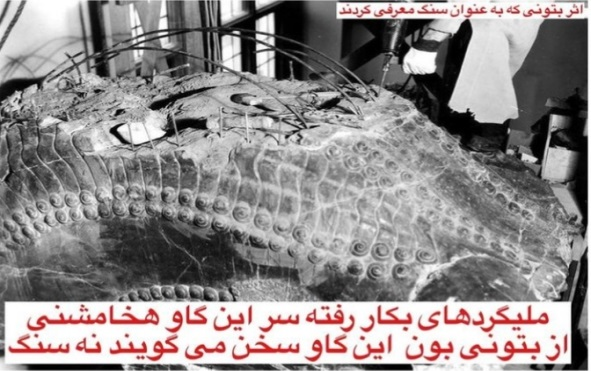 اثر بتونی که به عنوان سنگ معرفی کردند
ملیگردهای بکار رفته سر این گاو هخامشنی
از بتونی بون این گاو سخن می گویند نه سنگ